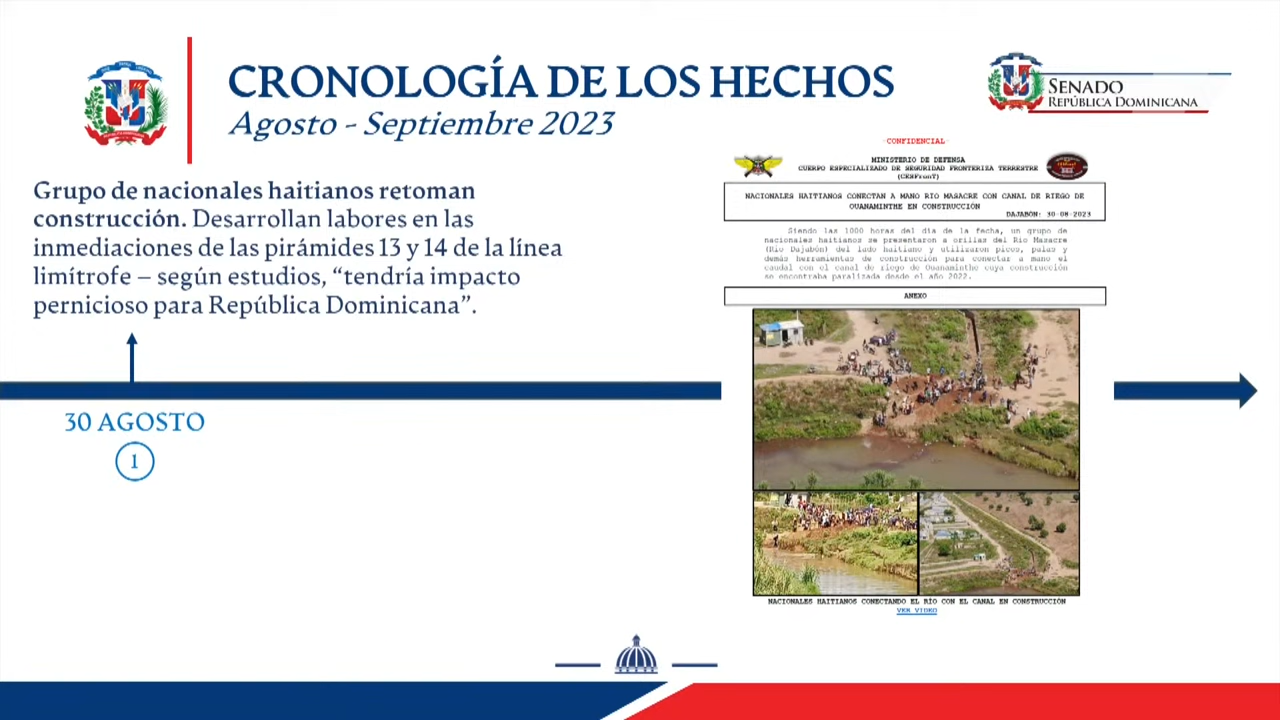 CRONOLOGÍA DE LOS HECHOS
Agosto - Septiembre 2023
SENADO
REPÚBLICA DOMINICANA
Grupo de nacionales haitianos retoman
construcción. Desarrollan labores en las
inmediaciones de las pirámides 13 y 14 de la línea
limítrofe – según estudios, “tendría impacto
pernicioso para República Dominicana”.
30 AGOSTO
1
CONFIDENCIAL
MINISTERIO DE DEFENSA
CUERPO ESPECIALIZADO DE SEGURIDAD FRONTERIZA TERRESTRE
(CESFronT)
NACIONALES HAITIANOS CONECTAN A MANO RIO MASACRE CON CANAL DE RIEGO DE
OUANAMINTHE EN CONSTRUCCIÓN
DAJABÓN: 30-08-2023
Siendo las 1000 horas del día de la fecha, un grupo de
nacionales haitianos se presentaron a orillas del Río Masacre
(Río Dajabón) del lado haitiano y utilizaron picos, palas y
demás herramientas de construcción para conectar a mano el
caudal con el canal de riego de Ouanaminthe cuya construcción
se encontraba paralizada desde el año 2022.
ANEXO
NACIONALES HAITIANOS CONECTANDO EL RÍO CON EL CANAL EN CONSTRUCCIÓN
VER VIDEO